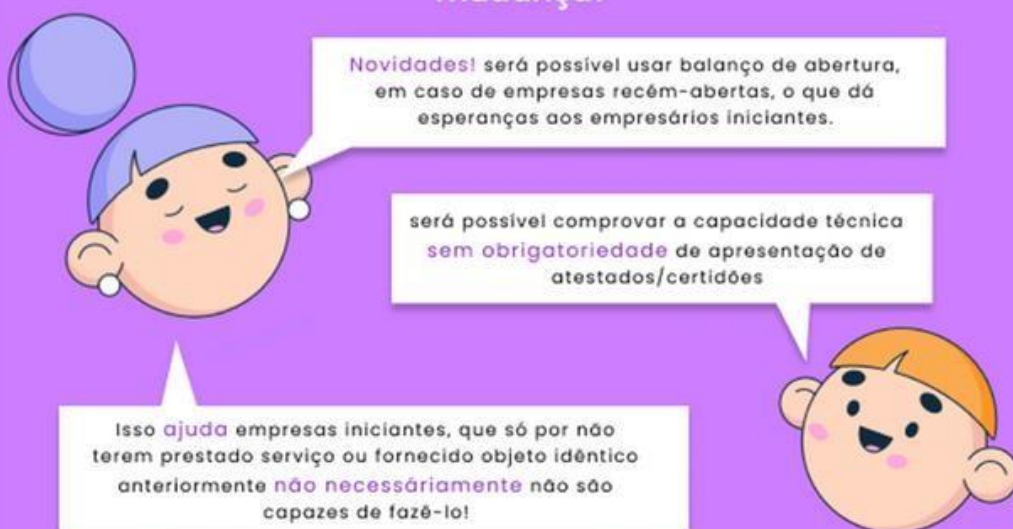 Novidades! será possível usar balanço de abertura,
em caso de empresas recém-abertas, o que dá
esperanças aos empresários iniciantes.
será possível comprovar a capacidade técnica
sem obrigatoriedade de apresentação de
atestados/certidões
Isso ajuda empresas iniciantes, que só por não
terem prestado serviço ou fornecido objeto idêntico
anteriormente não necessáriamente não são
capazes de fazê-lo!